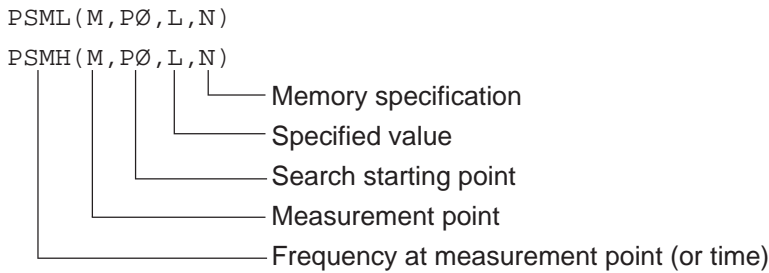 PSML(M,PØ,L,N)
PSMH(M,PØ,L,N)
Memory specification
Specified value
Search starting point
Measurement point
Frequency at measurement point (or time)